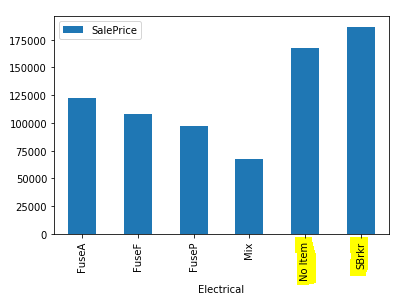 SalePrice
175000
150000
125000
100000
75000
50000
25000
0
FuseA
FuseF
FuseP
Mix
No Item
SBrkr
Electrical